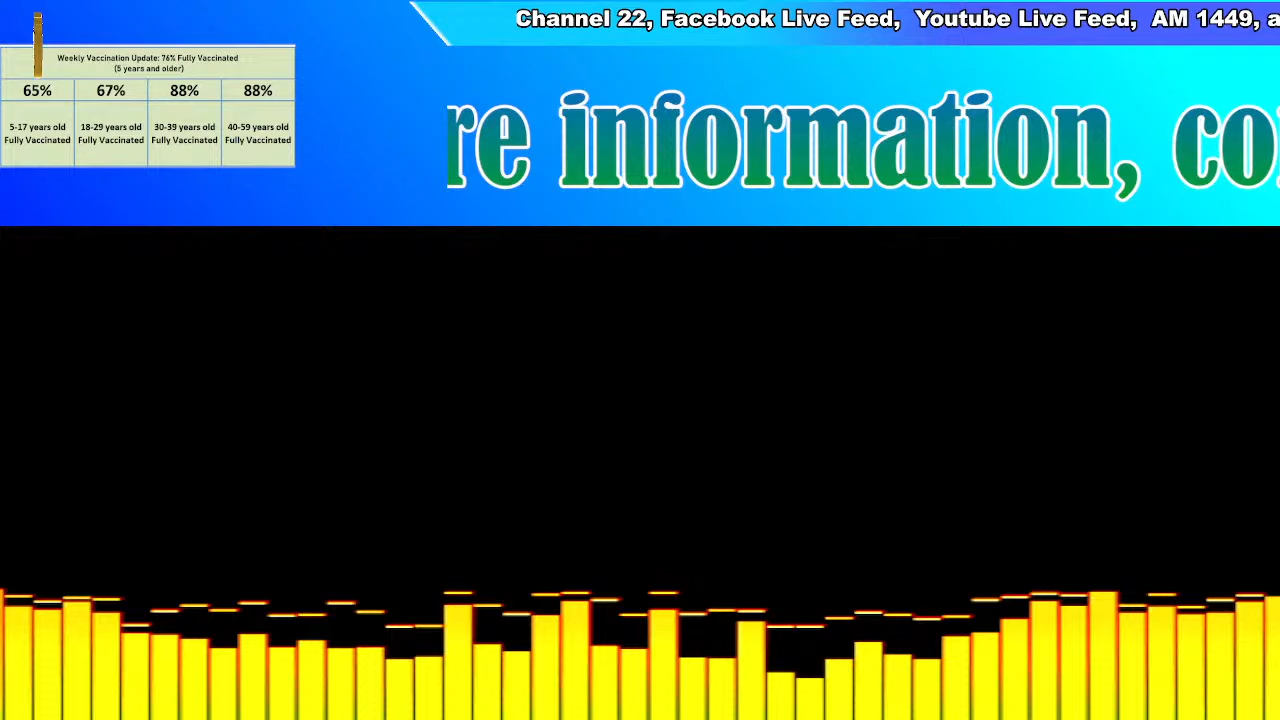 Channel 22, Facebook Live Feed, Youtube Live Feed, AM 1449, a
Weekly Vaccination Update: 76% Fully Vaccinated
(5 years and older)
65% 67% 88% 88%
5-17 years old 18-29 years old 30-39 years old 40-59 years old
Fully Vaccinated Fully Vaccinated Fully Vaccinated Fully Vaccinated
re information, co